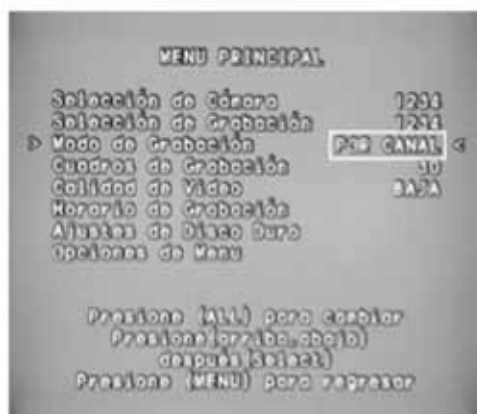 MENU PRINCIPAL
Selección de Cámara 1234
Selección de Grabación 1234
Modo de Grabación POR CANAL
Cuadros de Grabación 30
Calidad de Video BAJA
Horario de Grabación
Ajustes de Disco Duro
Opciones de Menu
Presione (ALL) para cambiar
Presione(arriba,abajo)
después(Select)
Presione (MENU) para regresar